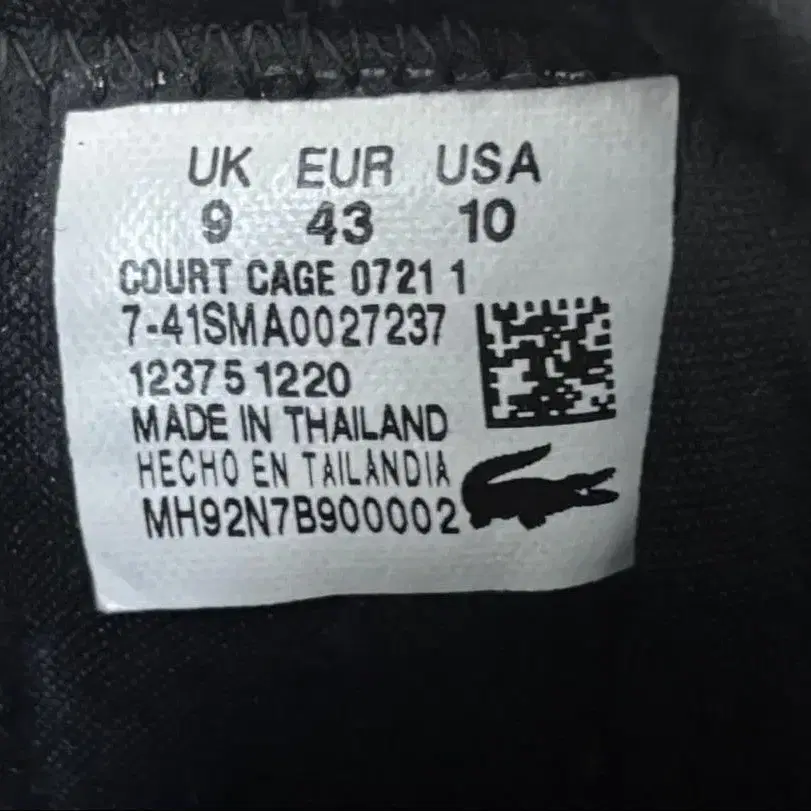 UK EUR USA
9 43 10
COURT CAGE 0721 1
7-41SMA0027237
12375 1220
MADE IN THAILAND
HECHO EN TAILANDIA
MH92N7B900002